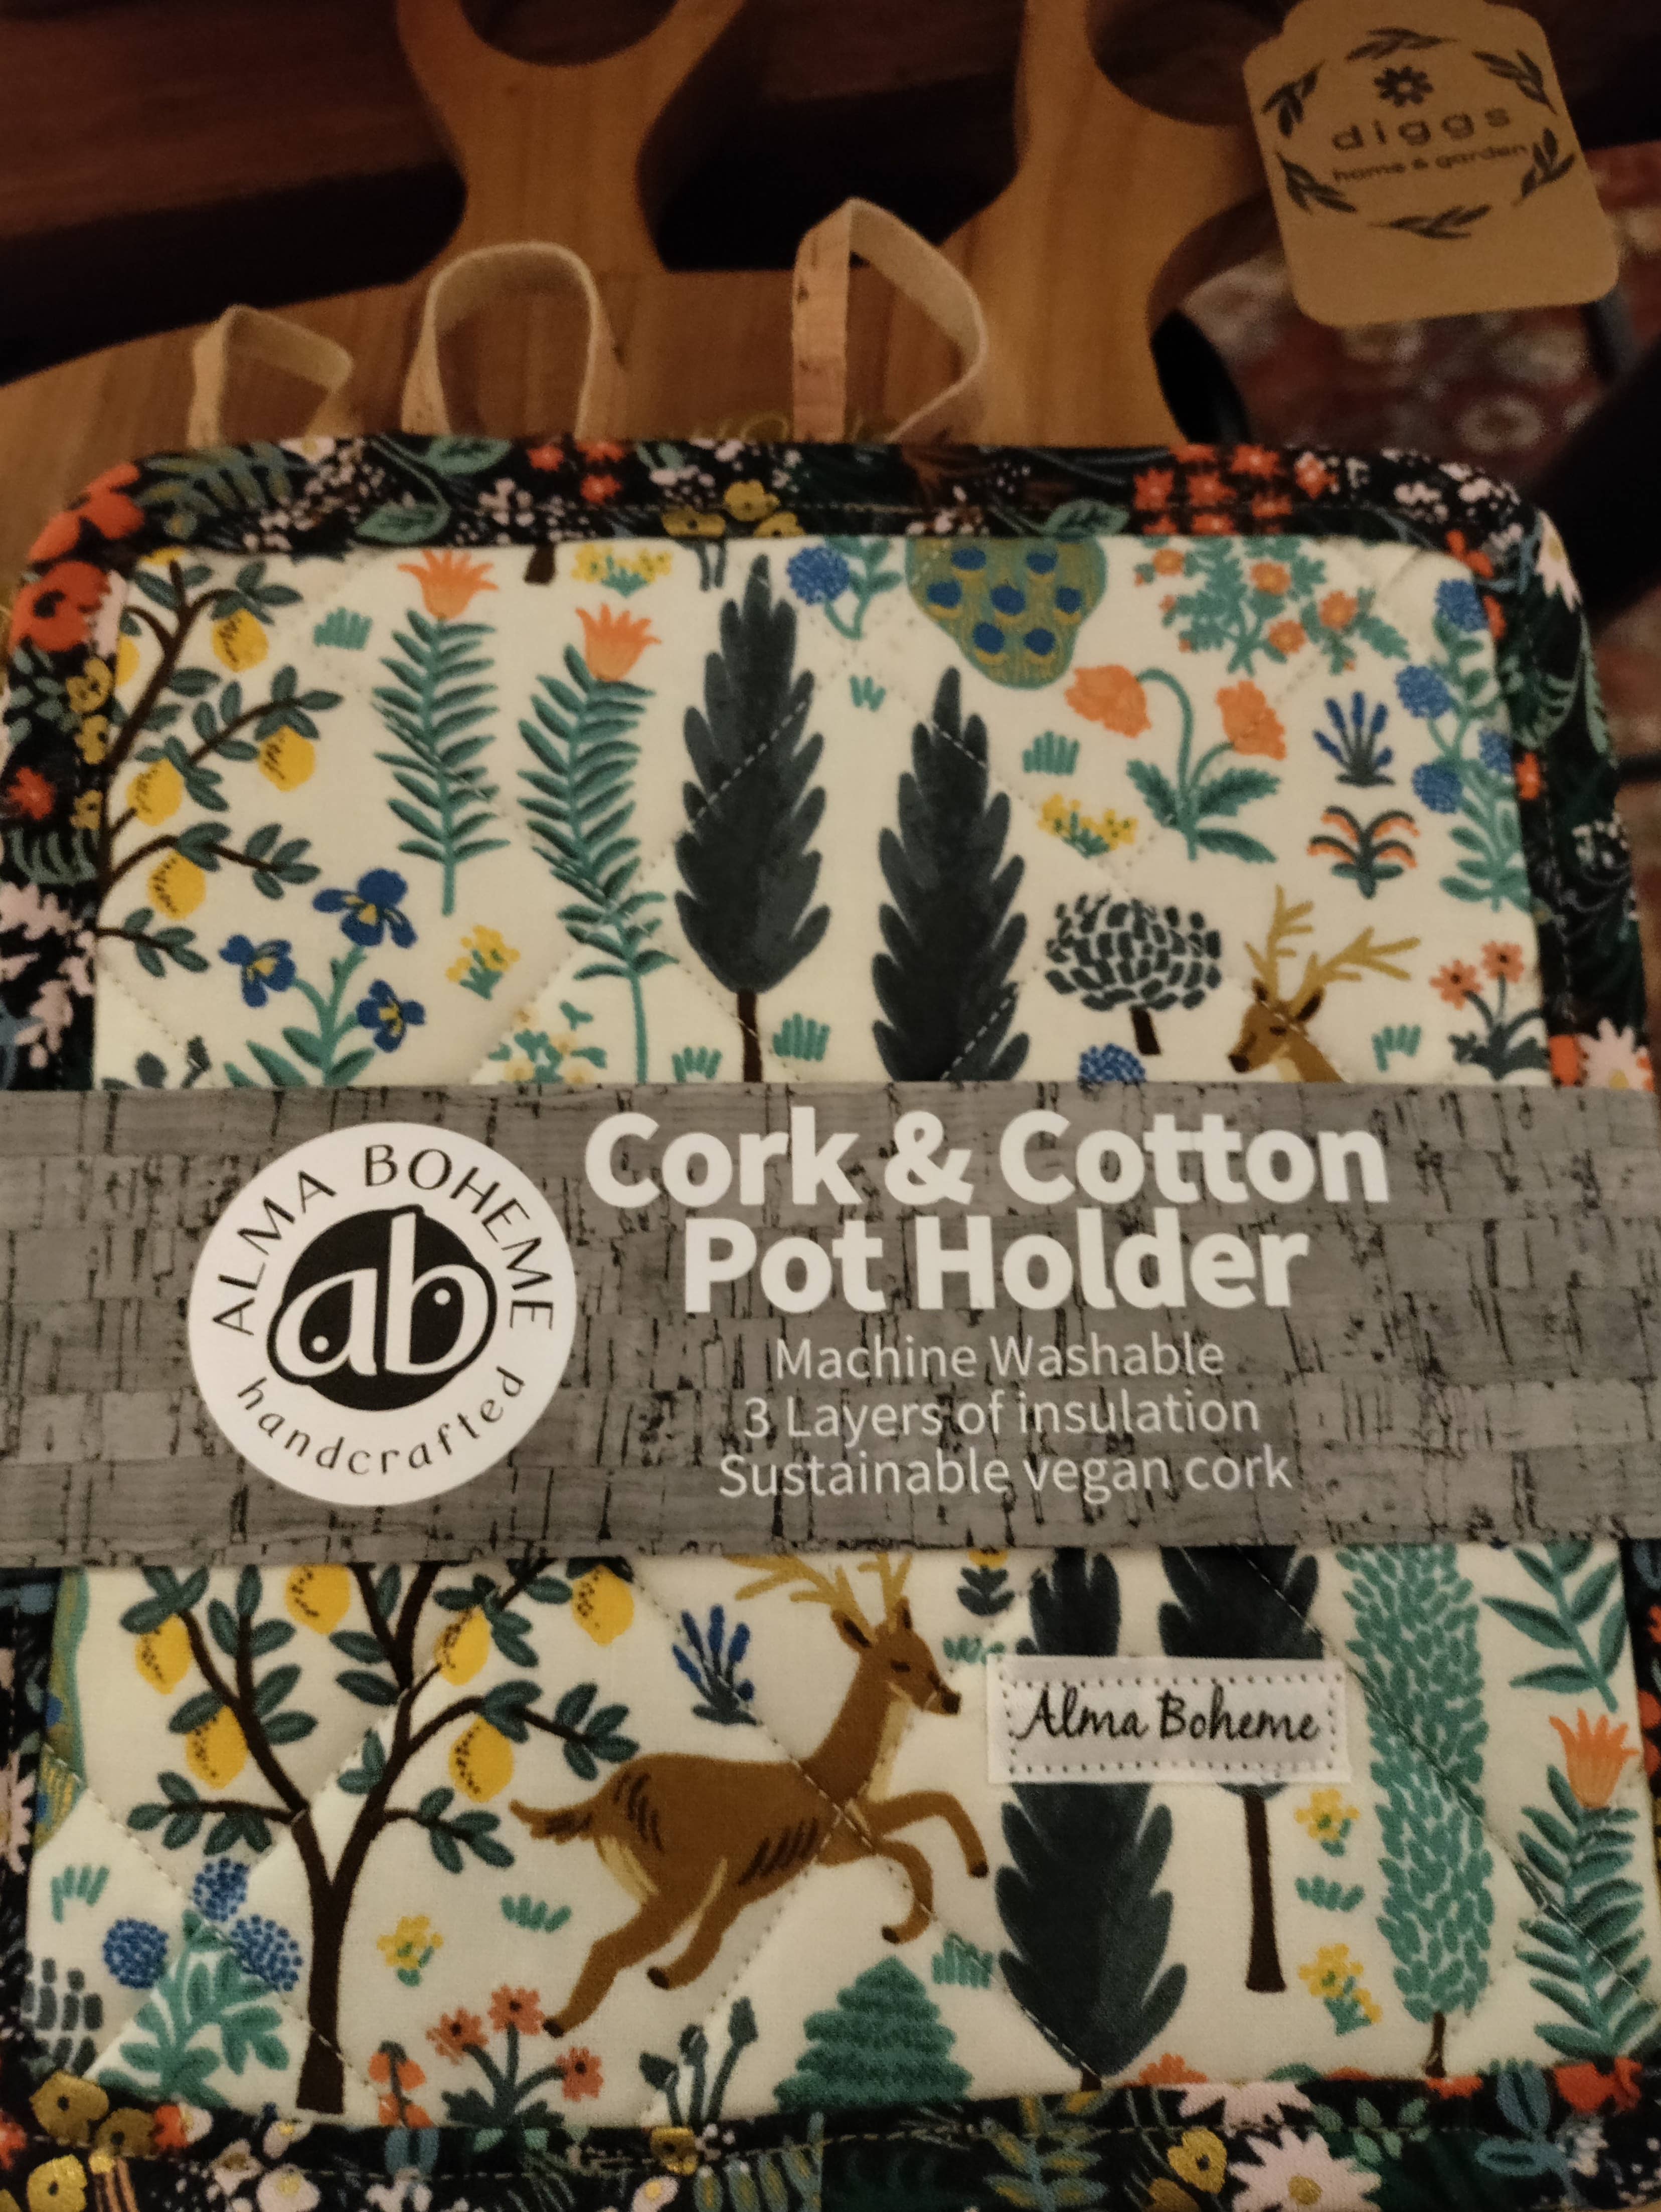 diggs
home & garden
ALMA BOHEME
ab
handcrafted
Cork & Cotton
Pot Holder
Machine Washable
3 Layers of insulation
Sustainable vegan cork
Alma Boheme